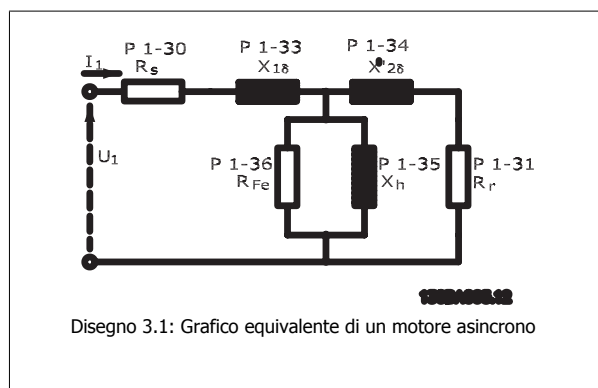 P 1-30
Rs
P 1-33
X1δ
P 1-34
X'2δ
I1
U1
P 1-36
RFe
P 1-35
Xh
P 1-31
Rr
Disegno 3.1: Grafico equivalente di un motore asincrono